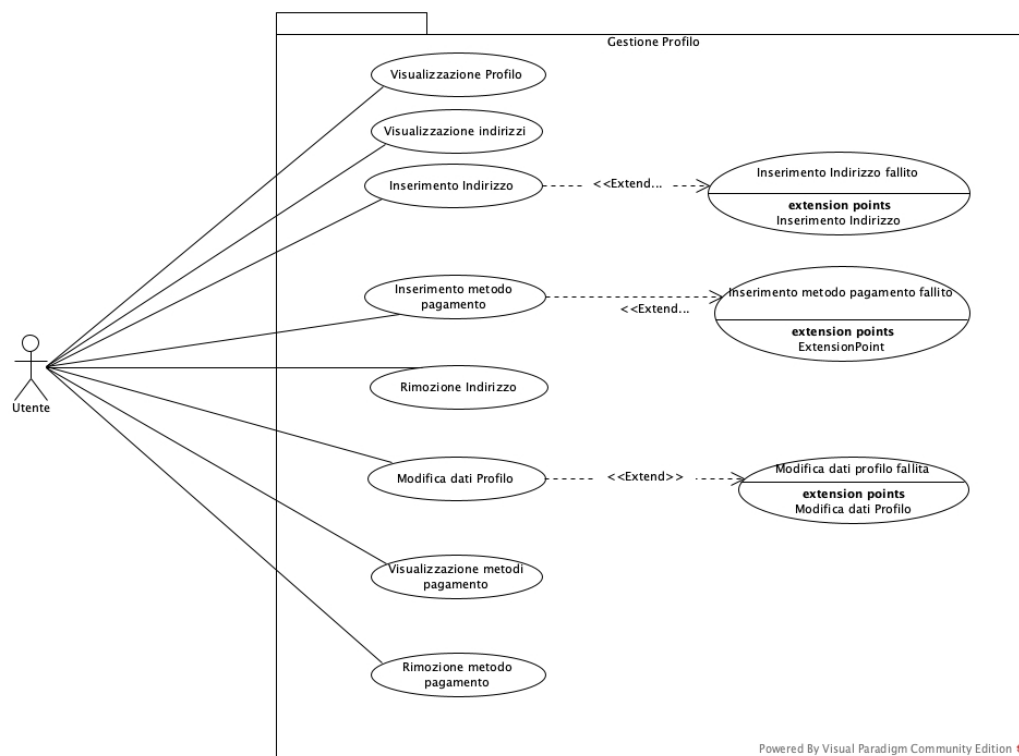 Gestione Profilo
Visualizzazione Profilo
Visualizzazione indirizzi
Inserimento Indirizzo
<<Extend...
Inserimento Indirizzo fallito
extension points
Inserimento Indirizzo
Inserimento metodo
pagamento
<<Extend...
Inserimento metodo pagamento fallito
extension points
ExtensionPoint
Utente
Rimozione Indirizzo
Modifica dati Profilo
<<Extend>>
Modifica dati profilo fallita
extension points
Modifica dati Profilo
Visualizzazione metodi
pagamento
Rimozione metodo
pagamento
Powered By Visual Paradigm Community Edition